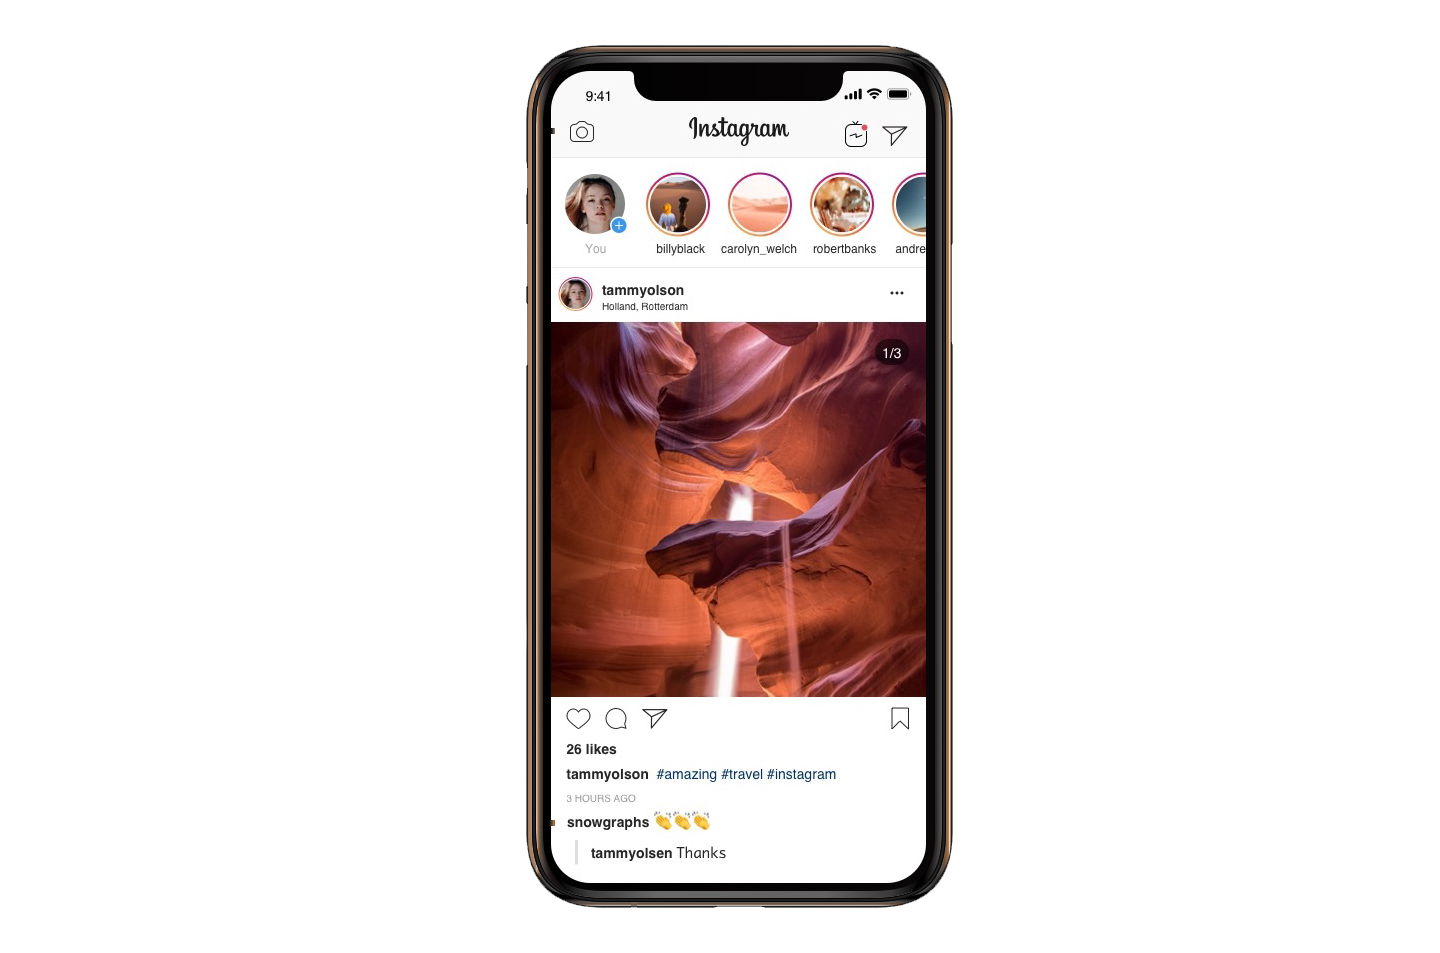 9:41
Instagram
You billyblack carolyn_welch robertbanks andre
tammyolson
Holland, Rotterdam
1/3
26 likes
tammyolson #amazing #travel #instagram
3 HOURS AGO
snowgraphs 👏👏👏
tammyolsen Thanks